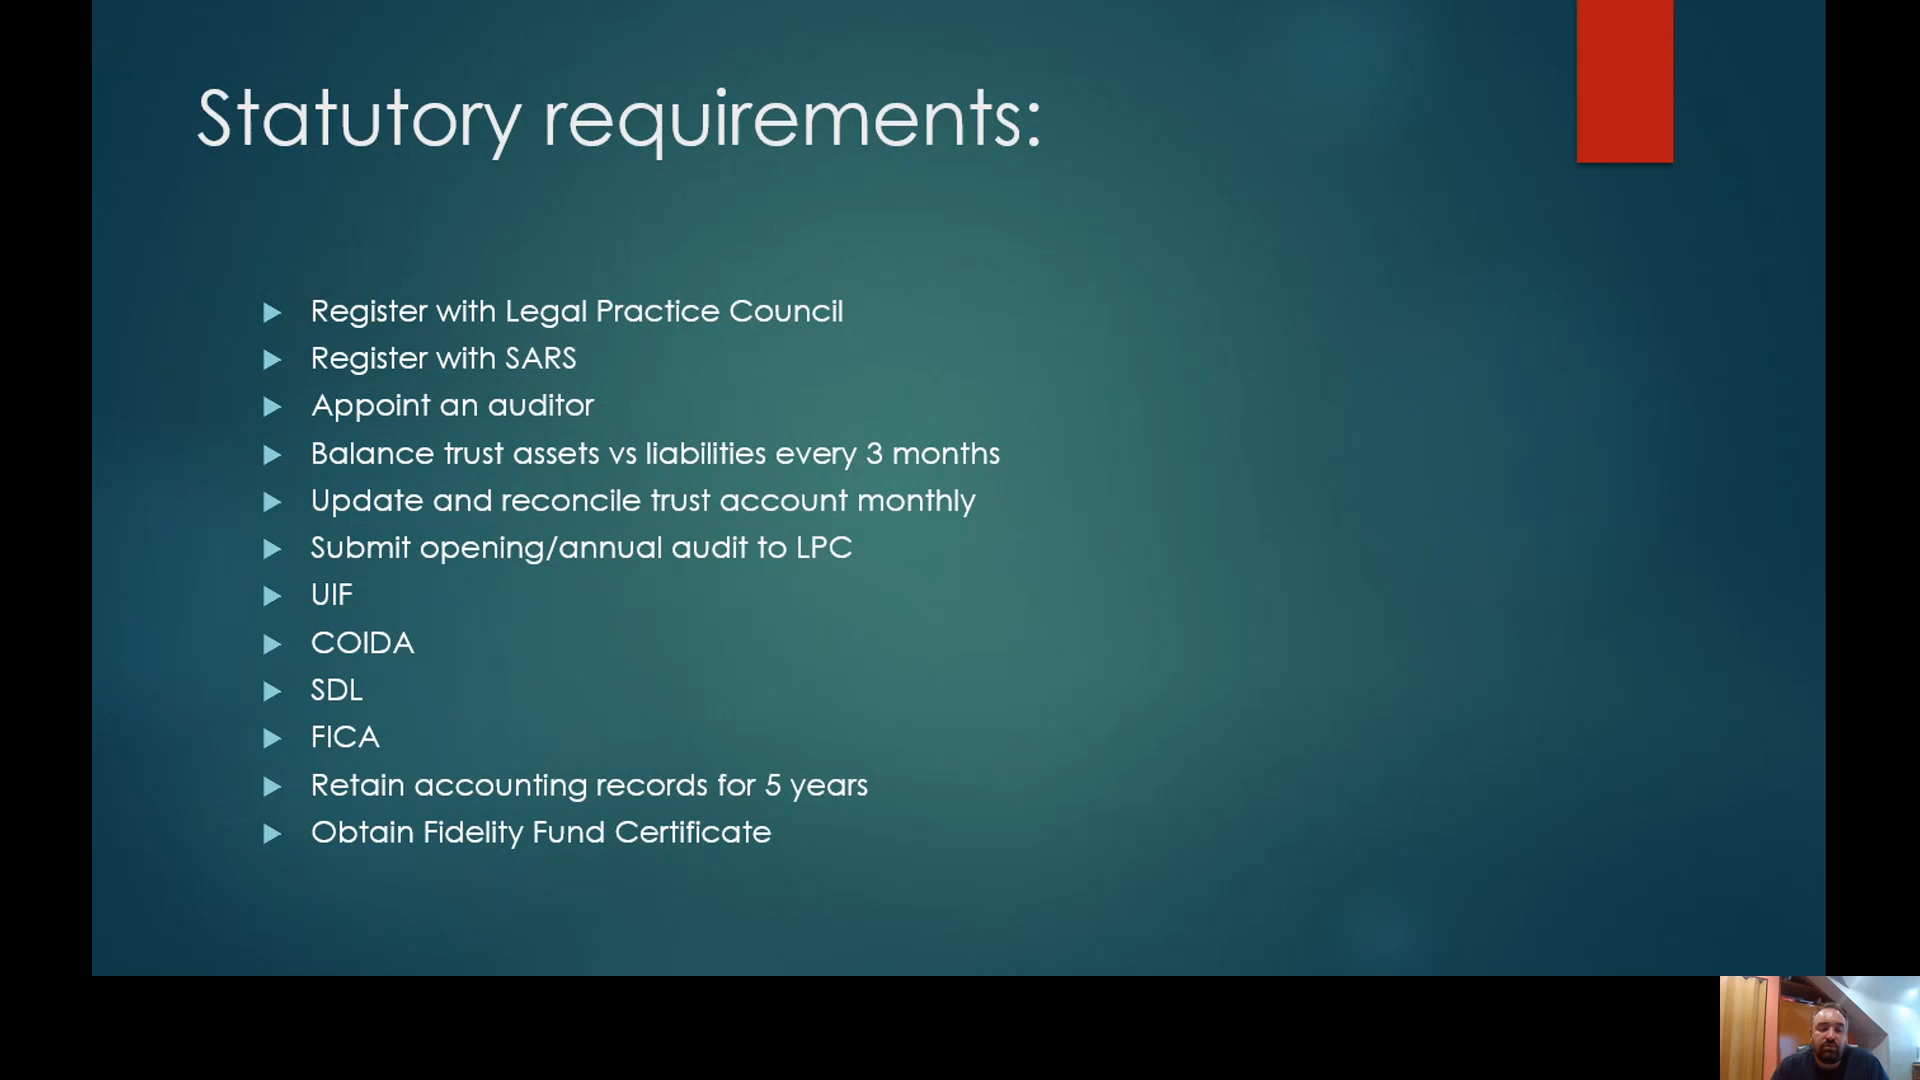 Statutory requirements:
Register with Legal Practice Council
Register with SARS
Appoint an auditor
Balance trust assets vs liabilities every 3 months
Update and reconcile trust account monthly
Submit opening/annual audit to LPC
UIF
COIDA
SDL
FICA
Retain accounting records for 5 years
Obtain Fidelity Fund Certificate